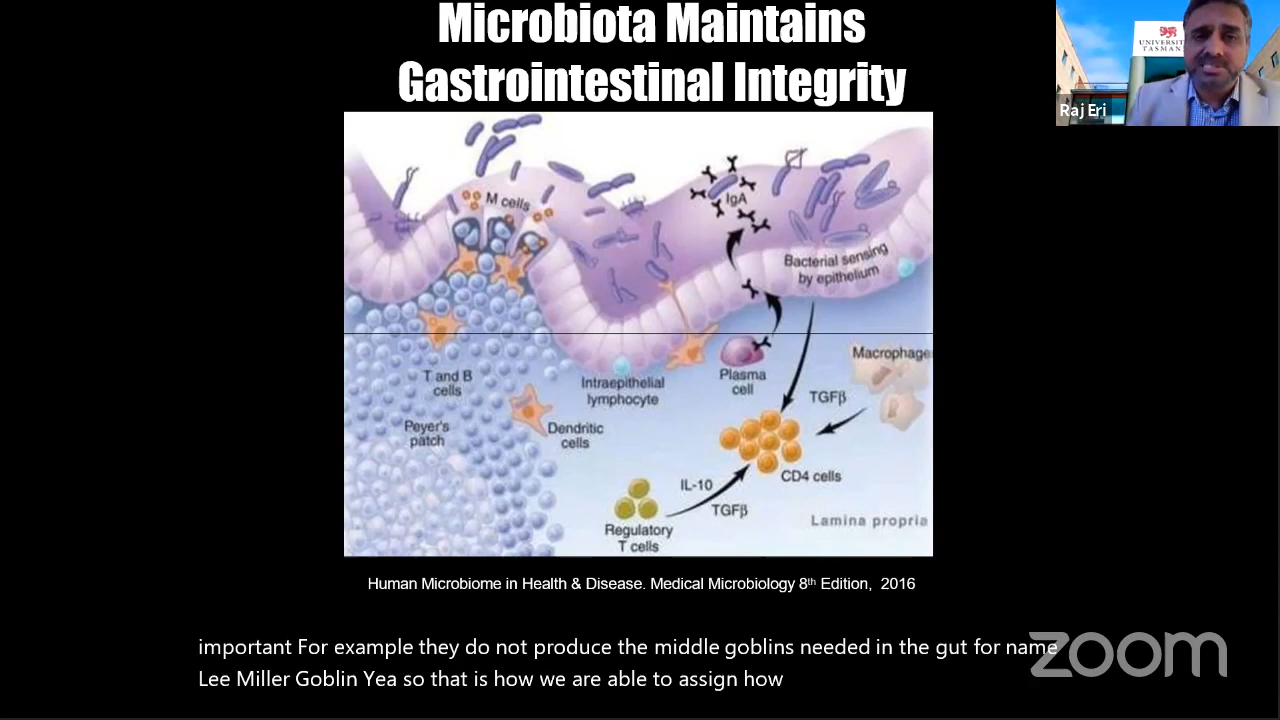 Microbiota Maintains
Gastrointestinal Integrity
UNIVERSIT
TASMAN
Raj Eri
M cells
IgA
Bacterial sensing
by epithelium
T and B
cells
Peyer's
patch
Intraepithelial
lymphocyte
Dendritic
cells
Plasma
cell
Macrophage
TGFβ
CD4 cells
IL-10
TGFβ
Regulatory
T cells
Lamina propria
Human Microbiome in Health & Disease. Medical Microbiology 8th Edition, 2016
important For example they do not produce the middle goblins needed in the gut for name
Lee Miller Goblin Yea so that is how we are able to assign how
zoom